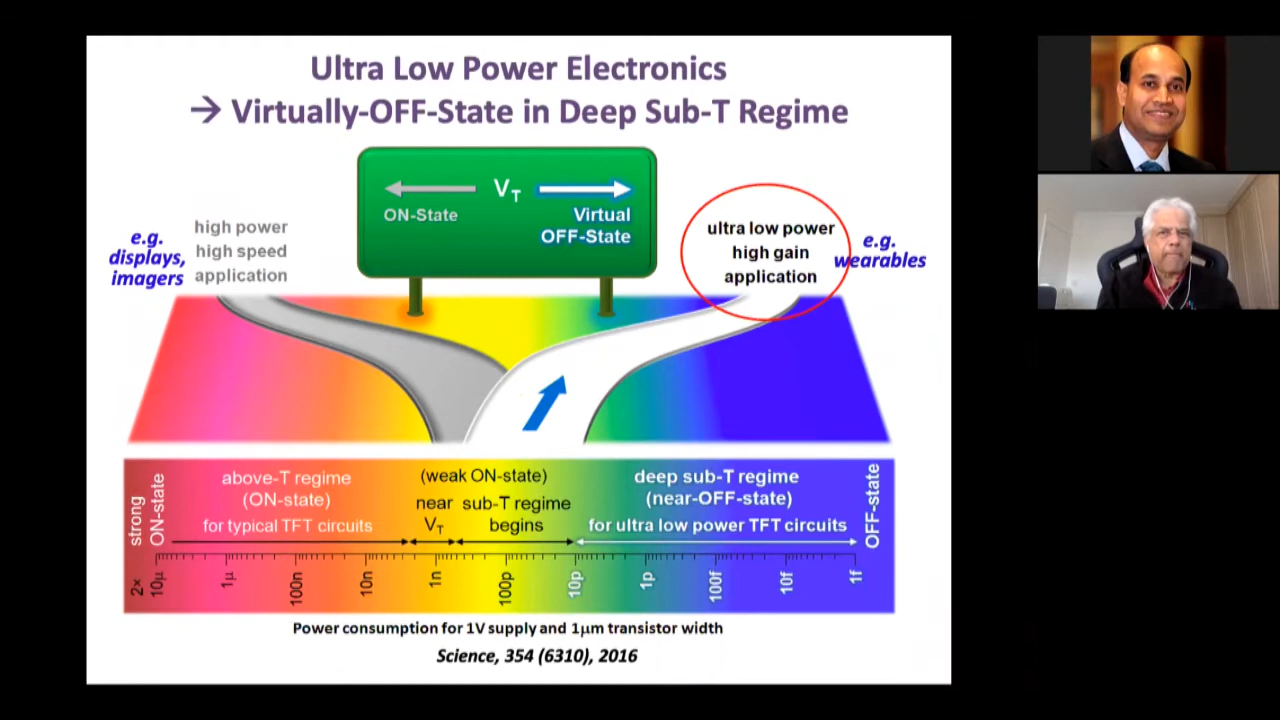 Ultra Low Power Electronics
→ Virtually-OFF-State in Deep Sub-T Regime
V_T
ON-State
Virtual
OFF-State
e.g.
displays,
imagers
high power
high speed
application
ultra low power
high gain
application
e.g.
wearables
strong
ON-state
above-T regime
(ON-state)
for typical TFT circuits
(weak ON-state)
near
V_T
sub-T regime
begins
deep sub-T regime
(near-OFF-state)
for ultra low power TFT circuits
OFF-state
2×
10μ
1μ
100n
10n
1n
100p
10p
1p
100f
10f
1f
Power consumption for 1V supply and 1μm transistor width
Science, 354 (6310), 2016